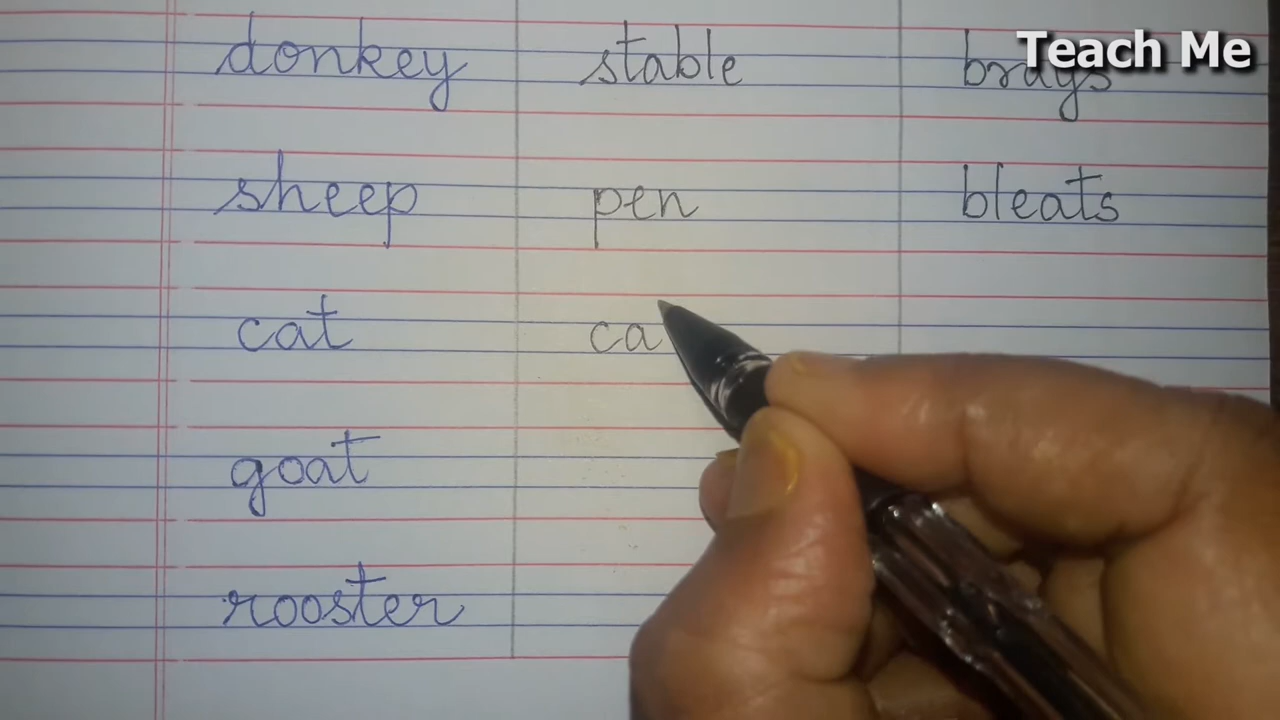 Teach Me
donkey stable brays
sheep pen bleats
cat ca
goat
rooster